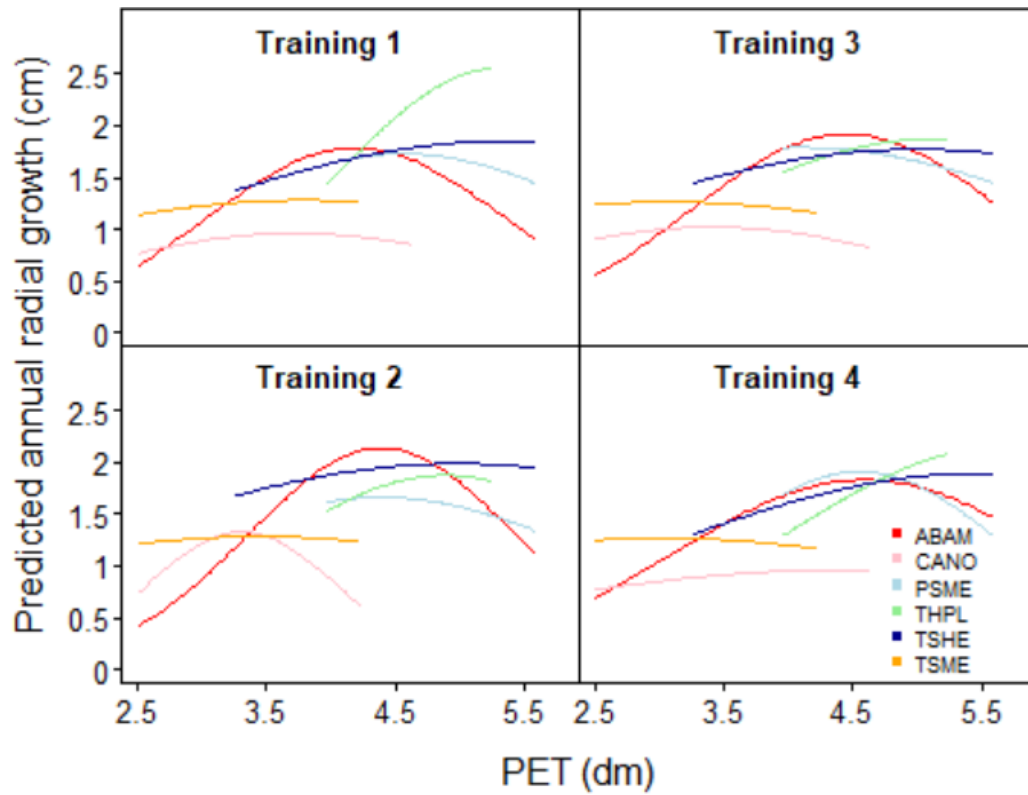 Predicted annual radial growth (cm)
Training 1
Training 3
2.5
2
1.5
1
0.5
0
Training 2
Training 4
2.5
2
1.5
1
0.5
0
ABAM
CANO
PSME
THPL
TSHE
TSME
2.5 3.5 4.5 5.5 2.5 3.5 4.5 5.5
PET (dm)